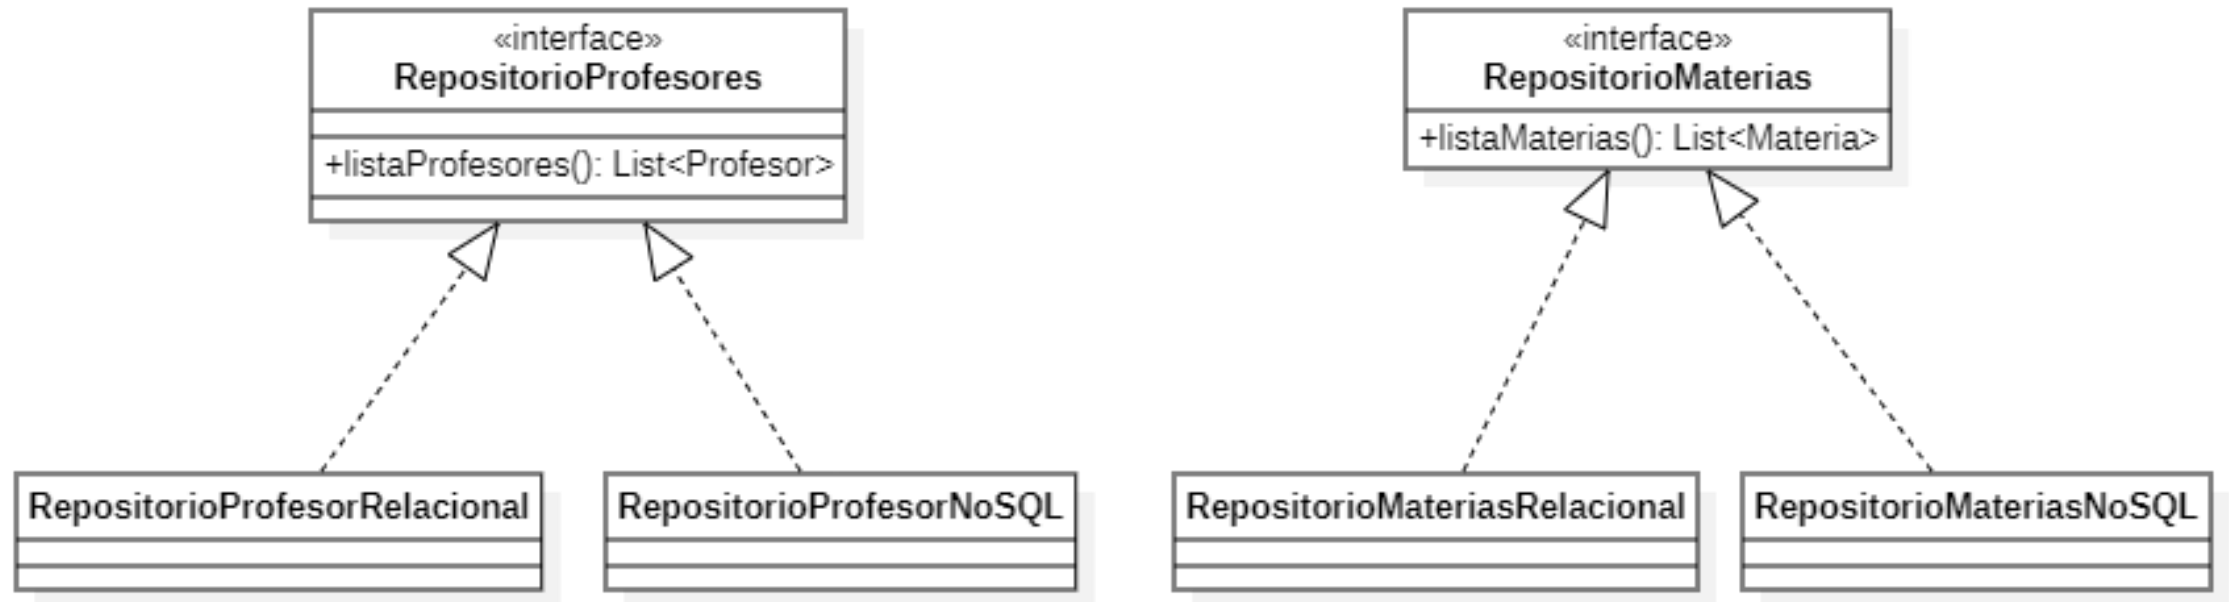 «interface»
RepositorioProfesores
+listaProfesores(): List<Profesor>
«interface»
RepositorioMaterias
+listaMaterias(): List<Materia>
RepositorioProfesorRelacional
RepositorioProfesorNoSQL
RepositorioMateriasRelacional
RepositorioMateriasNoSQL